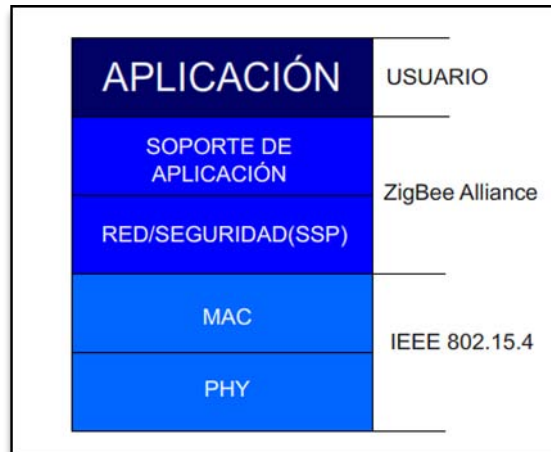 APLICACIÓN
USUARIO
SOPORTE DE
APLICACIÓN
ZigBee Alliance
RED/SEGURIDAD(SSP)
MAC
IEEE 802.15.4
PHY